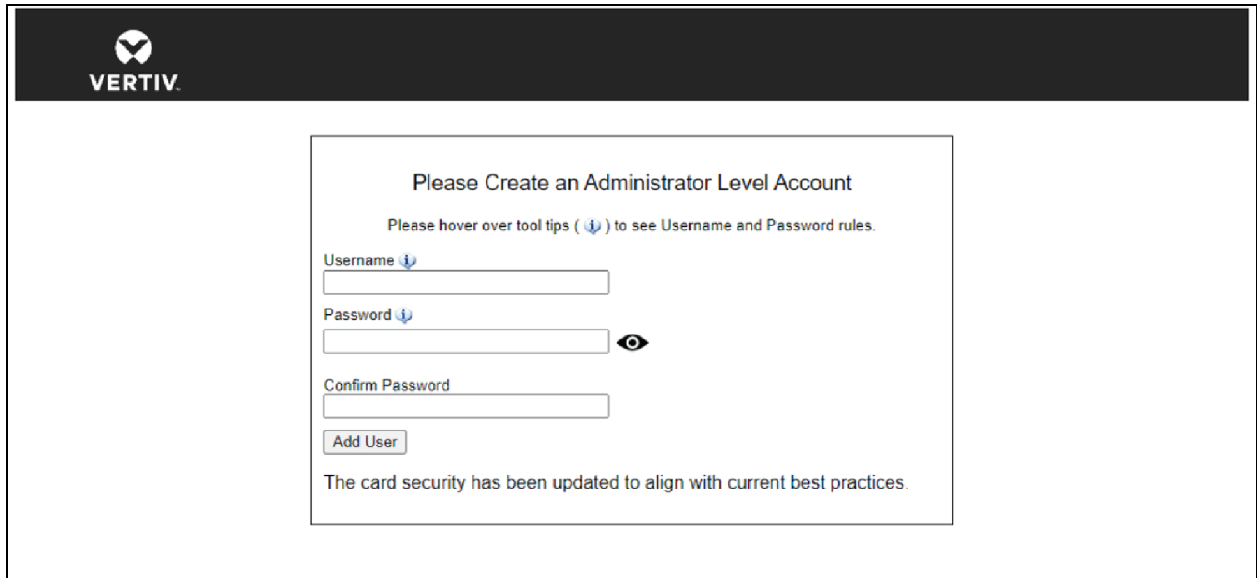 VERTIV.
Please Create an Administrator Level Account
Please hover over tool tips ( i ) to see Username and Password rules.
Username i
Password i
Confirm Password
Add User
The card security has been updated to align with current best practices.